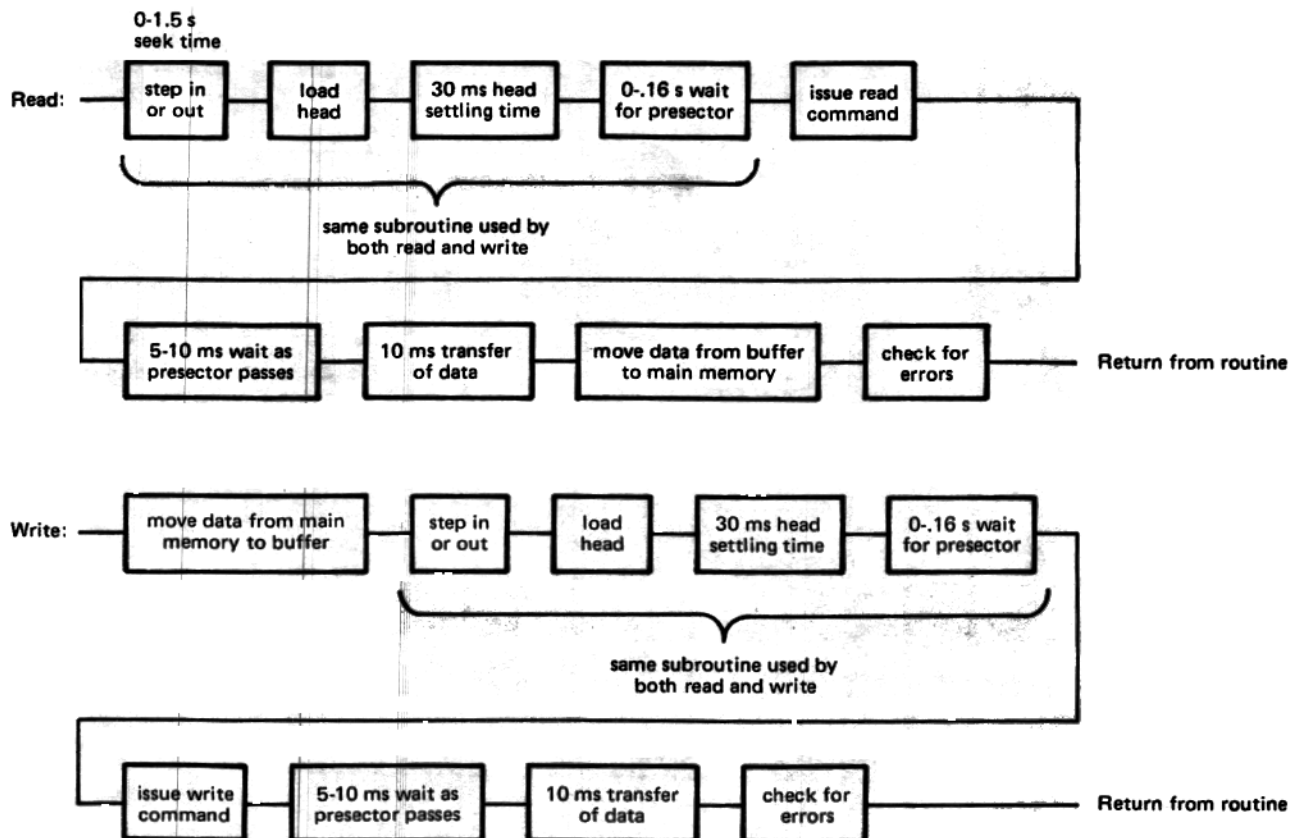 0-1.5 s
seek time
Read:
step in
or out
load
head
30 ms head
settling time
0-.16 s wait
for presector
issue read
command
same subroutine used by
both read and write
5-10 ms wait as
presector passes
10 ms transfer
of data
move data from buffer
to main memory
check for
errors
Return from routine
Write:
move data from main
memory to buffer
step in
or out
load
head
30 ms head
settling time
0-.16 s wait
for presector
same subroutine used by
both read and write
issue write
command
5-10 ms wait as
presector passes
10 ms transfer
of data
check for
errors
Return from routine